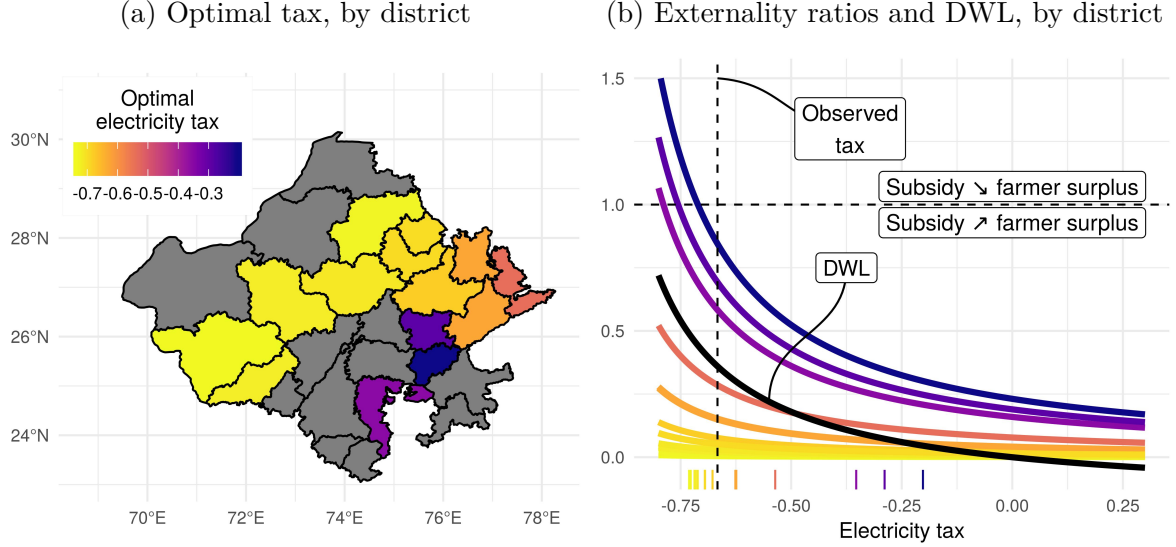 (a) Optimal tax, by district
Optimal
electricity tax
-0.7-0.6-0.5-0.4-0.3
30°N
28°N
26°N
24°N
70°E 72°E 74°E 76°E 78°E
(b) Externality ratios and DWL, by district
1.5
1.0
0.5
0.0
Observed
tax
Subsidy ↘ farmer surplus
Subsidy ↗ farmer surplus
DWL
-0.75 -0.50 -0.25 0.00 0.25
Electricity tax